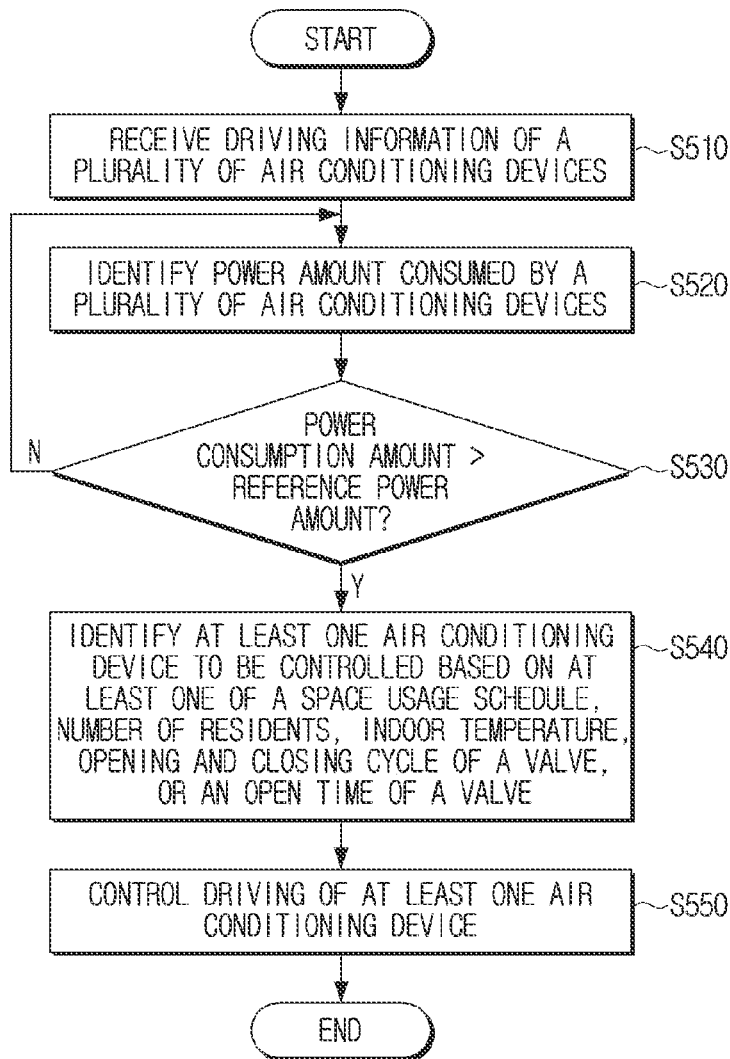 START
RECEIVE DRIVING INFORMATION OF A
PLURALITY OF AIR CONDITIONING DEVICES
S510
IDENTIFY POWER AMOUNT CONSUMED BY A
PLURALITY OF AIR CONDITIONING DEVICES
S520
POWER
CONSUMPTION AMOUNT >
REFERENCE POWER
AMOUNT?
S530
N
Y
IDENTIFY AT LEAST ONE AIR CONDITIONING
DEVICE TO BE CONTROLLED BASED ON AT
LEAST ONE OF A SPACE USAGE SCHEDULE,
NUMBER OF RESIDENTS, INDOOR TEMPERATURE,
OPENING AND CLOSING CYCLE OF A VALVE,
OR AN OPEN TIME OF A VALVE
S540
CONTROL DRIVING OF AT LEAST ONE AIR
CONDITIONING DEVICE
S550
END